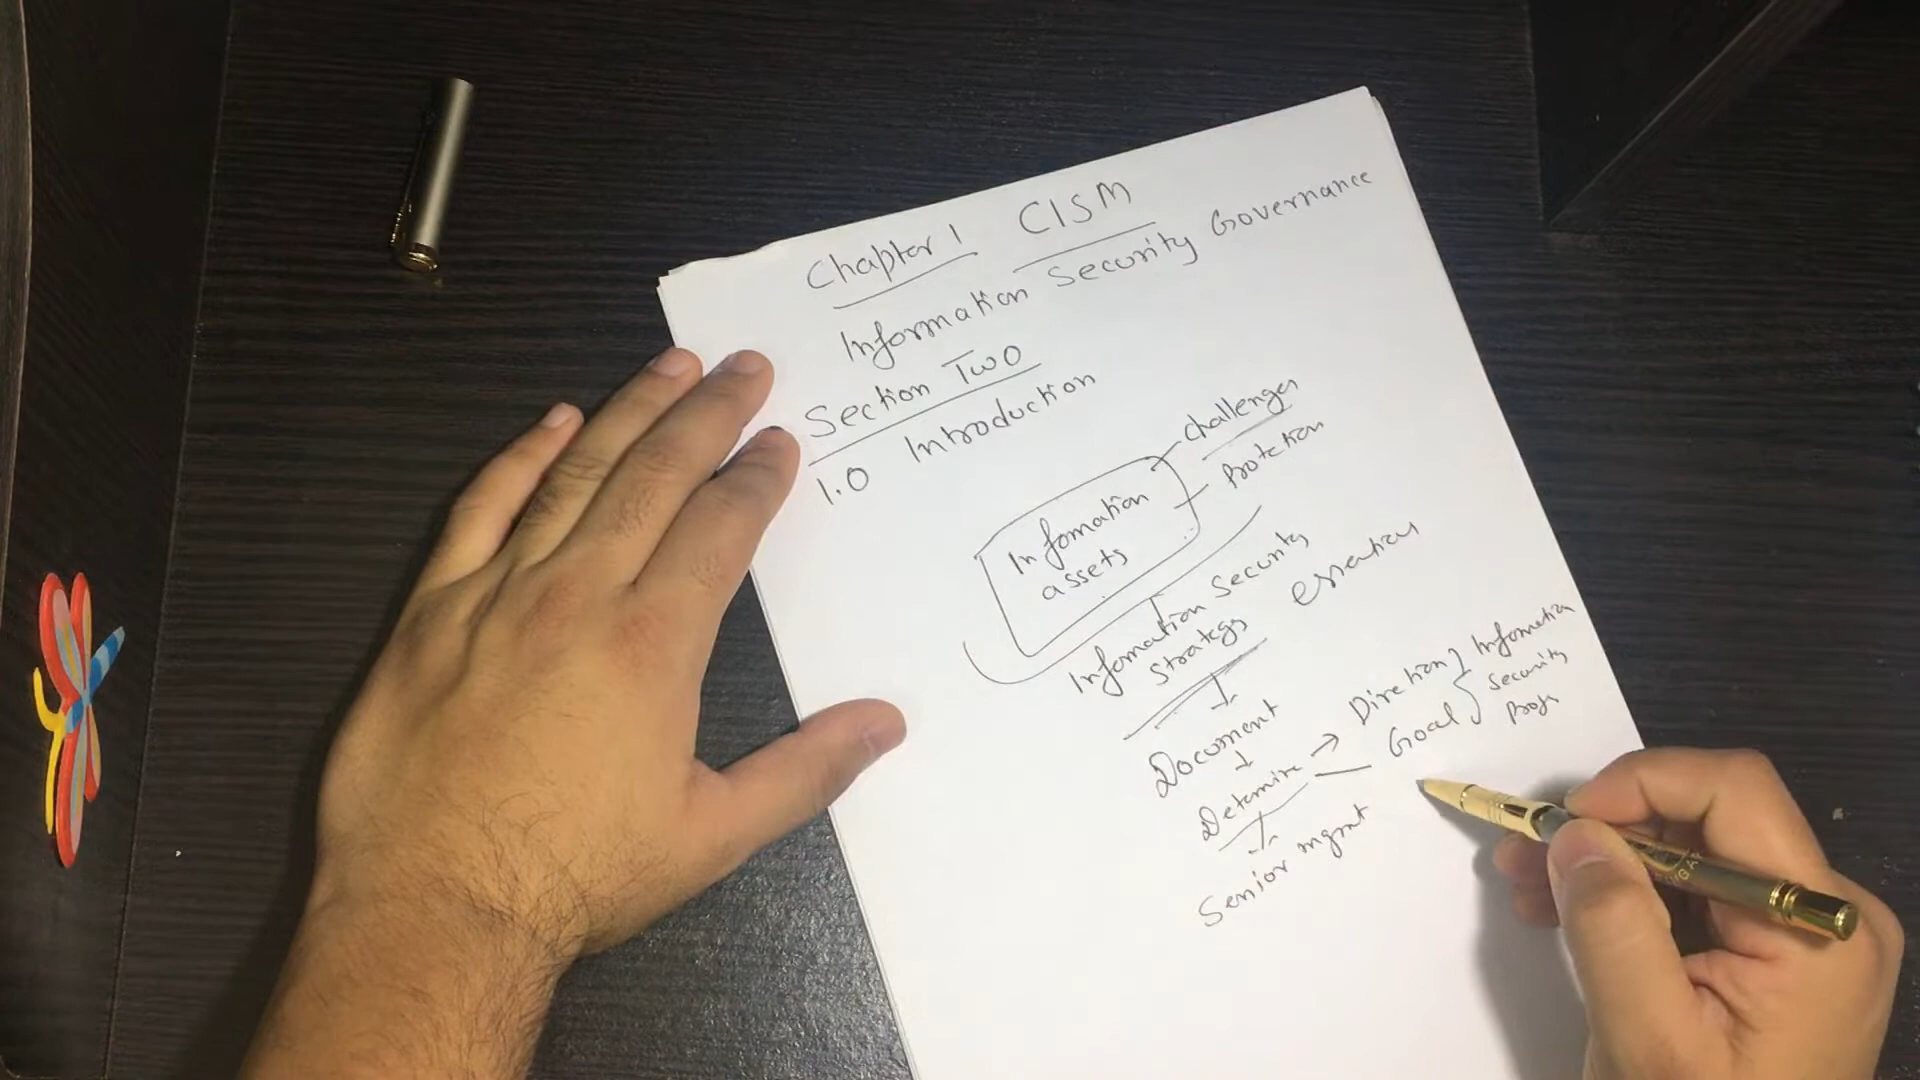 Chapter 1 CISM
Information Security Governance
Section Two
1.0 Introduction
challenges
Protection
Information
assets
Information Security
Strategy
Document
Determine → Direction
Goal
Information
Security
Senior mgmt